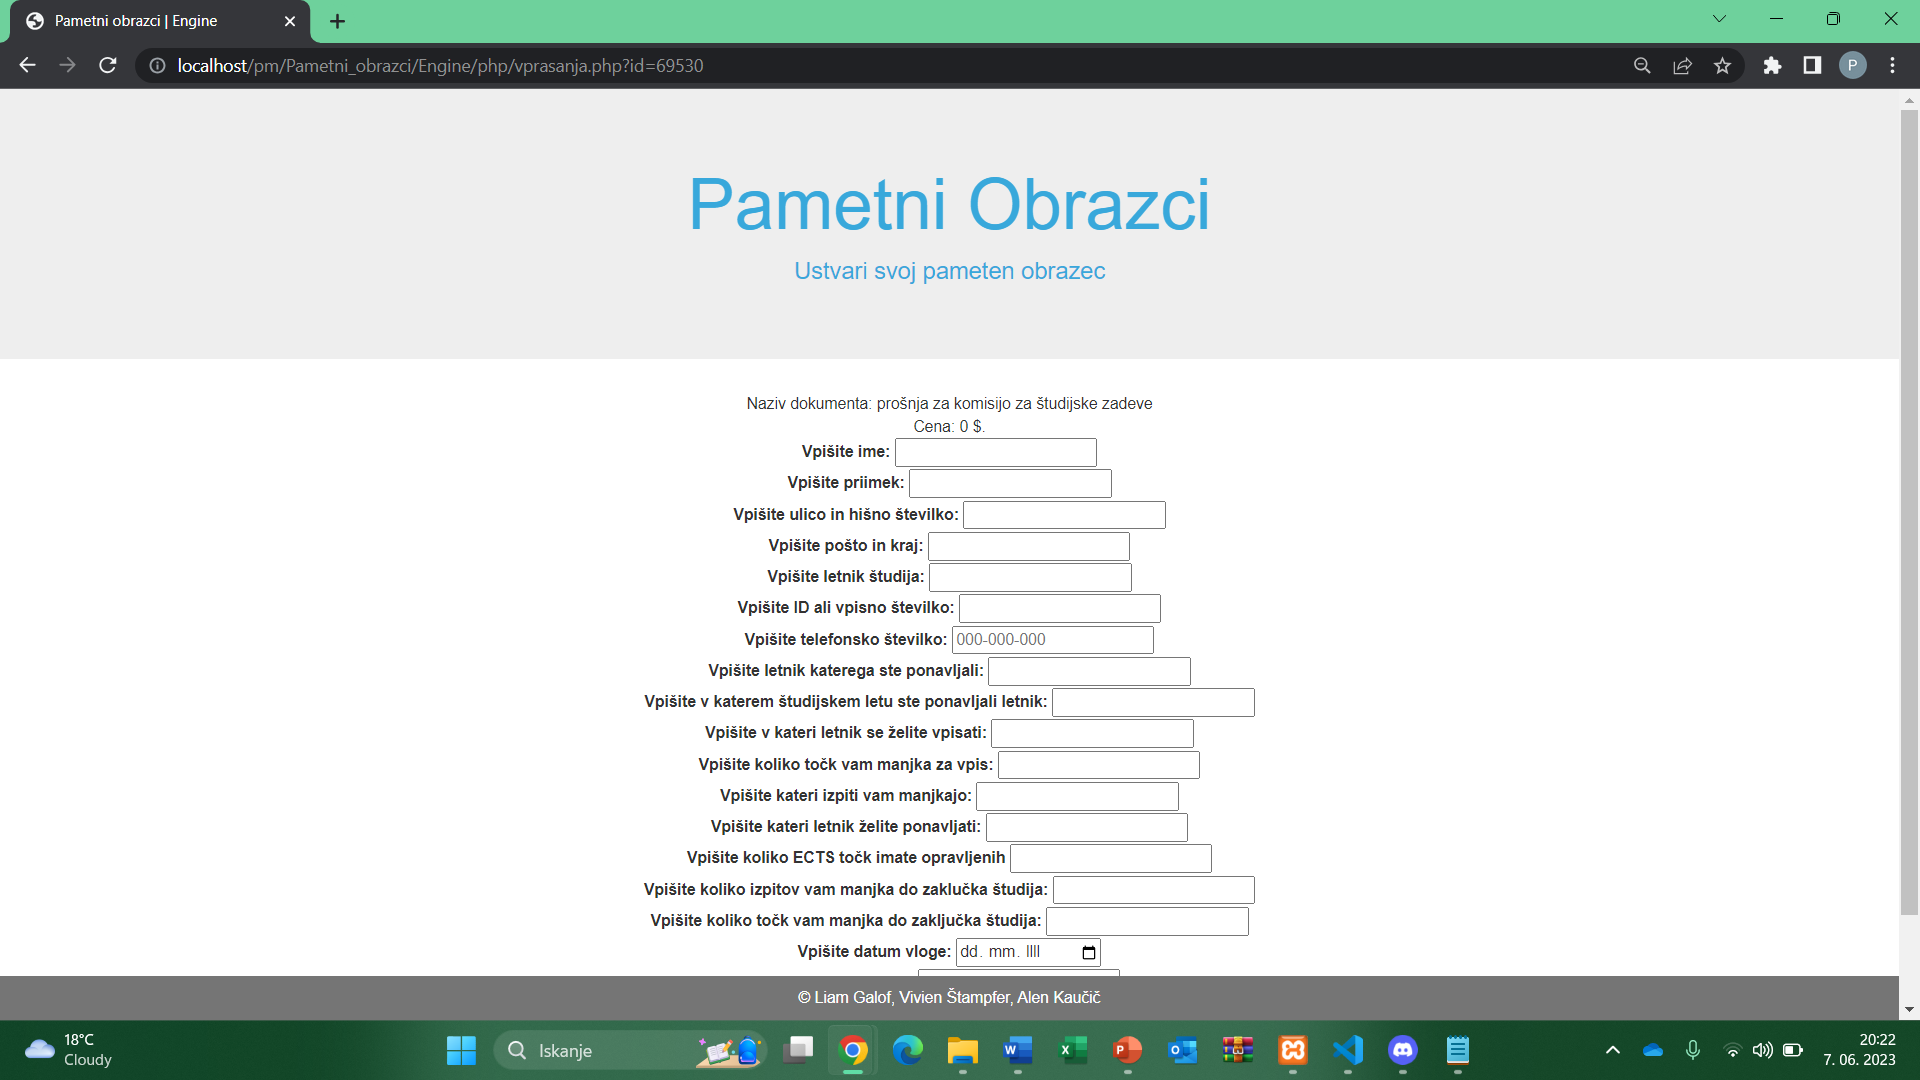 Pametni obrazci | Engine
localhost/pm/Pametni_obrazci/Engine/php/vprasanja.php?id=69530
P
Pametni Obrazci
Ustvari svoj pameten obrazec
Naziv dokumenta: prošnja za komisijo za študijske zadeve
Cena: 0 $.
Vpišite ime:
Vpišite priimek:
Vpišite ulico in hišno številko:
Vpišite pošto in kraj:
Vpišite letnik študija:
Vpišite ID ali vpisno številko:
Vpišite telefonsko številko: 000-000-000
Vpišite letnik katerega ste ponavljali:
Vpišite v katerem študijskem letu ste ponavljali letnik:
Vpišite v kateri letnik se želite vpisati:
Vpišite koliko točk vam manjka za vpis:
Vpišite kateri izpiti vam manjkajo:
Vpišite kateri letnik želite ponavljati:
Vpišite koliko ECTS točk imate opravljenih
Vpišite koliko izpitov vam manjka do zaklučka študija:
Vpišite koliko točk vam manjka do zaključka študija:
Vpišite datum vloge: dd. mm. llll
© Liam Galof, Vivien Štampfer, Alen Kaučič
18°C
Cloudy
Iskanje
20:22
7. 06. 2023